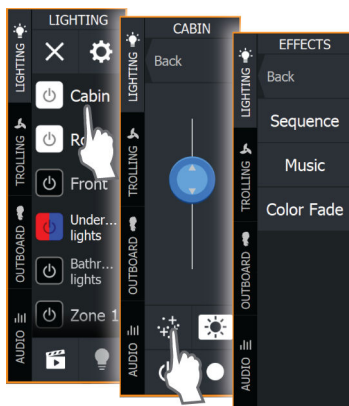 LIGHTING
LIGHTING
TROLLING
OUTBOARD
AUDIO
Cabin
Front
Under...
lights
Bathr...
lights
Zone 1
CABIN
LIGHTING
TROLLING
OUTBOARD
AUDIO
Back
EFFECTS
LIGHTING
TROLLING
OUTBOARD
AUDIO
Back
Sequence
Music
Color Fade